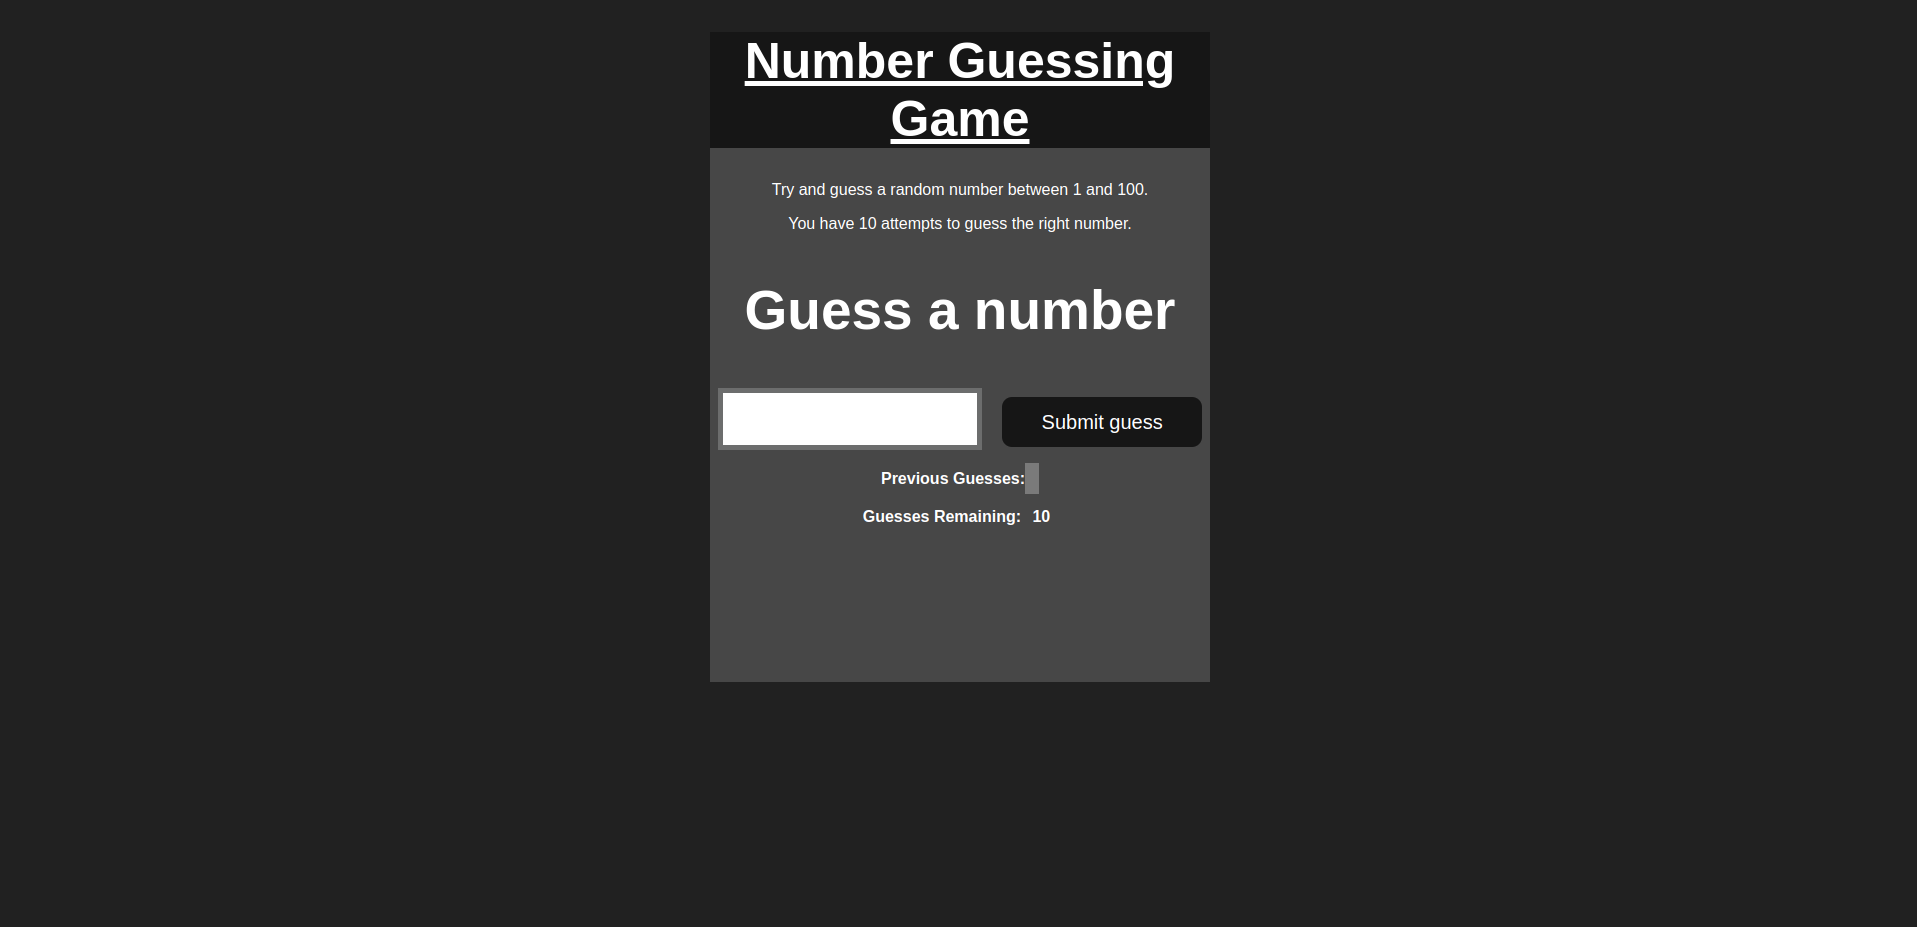 Number Guessing
Game
Try and guess a random number between 1 and 100.
You have 10 attempts to guess the right number.
Guess a number
Submit guess
Previous Guesses:
Guesses Remaining: 10